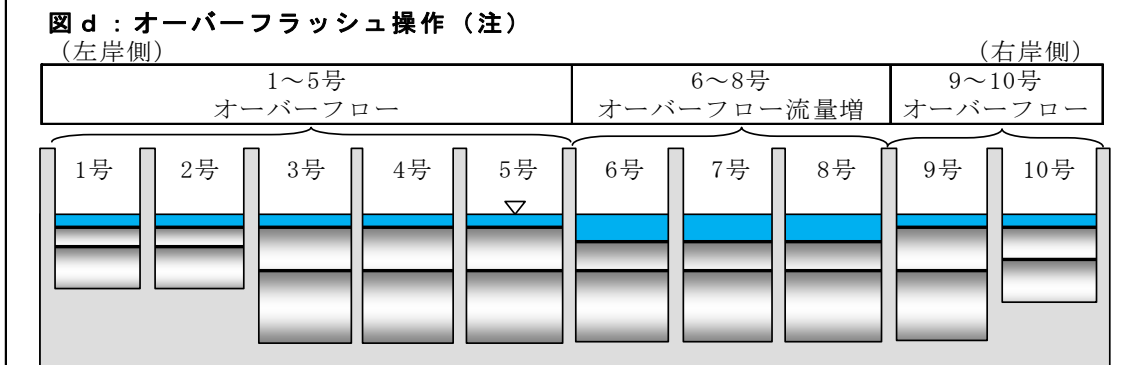 図d：オーバーフラッシュ操作（注）
（左岸側） （右岸側）
1～5号 6～8号 9～10号
オーバーフロー オーバーフロー流量増 オーバーフロー
1号 2号 3号 4号 5号 6号 7号 8号 9号 10号